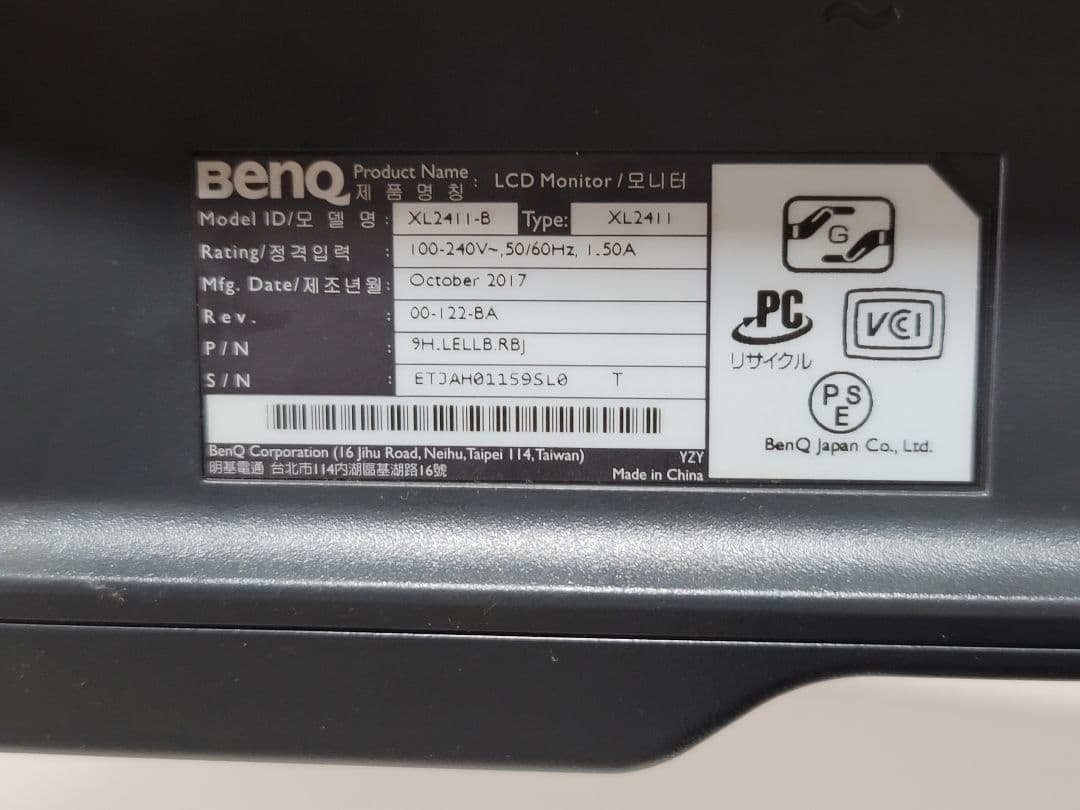 BenQ Product Name 제품명칭 : LCD Monitor/모니터
Model ID/모델명 : XL2411-B Type: XL2411
Rating/정격입력 : 100-240V~,50/60Hz, 1.50A
Mfg. Date/제조년월: October 2017
Rev. : 00-122-BA
P/N : 9H.LELLB.RBJ
S/N : ETJAH01159SL0 T
BenQ Corporation (16 Jihu Road, Neihu,Taipei 114,Taiwan) YZY
明基電通 台北市114內湖區基湖路16號 Made in China
G
PC
リサイクル
VCCI
PSE
BenQ Japan Co., Ltd.